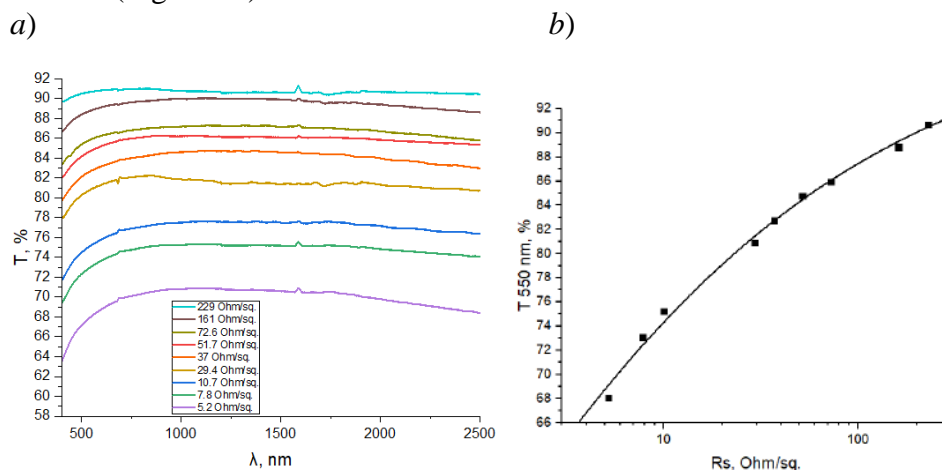 a) b)
92
90
88
86
84
82
80
78
76
74
72
70
68
66
64
62
60
58
T, %
500 1000 1500 2000 2500
λ, nm
229 Ohm/sq.
161 Ohm/sq.
72.6 Ohm/sq.
51.7 Ohm/sq.
37 Ohm/sq.
29.4 Ohm/sq.
10.7 Ohm/sq.
7.8 Ohm/sq.
5.2 Ohm/sq.
92
90
88
86
84
82
80
78
76
74
72
70
68
66
T 550 nm, %
10 100
Rs, Ohm/sq.